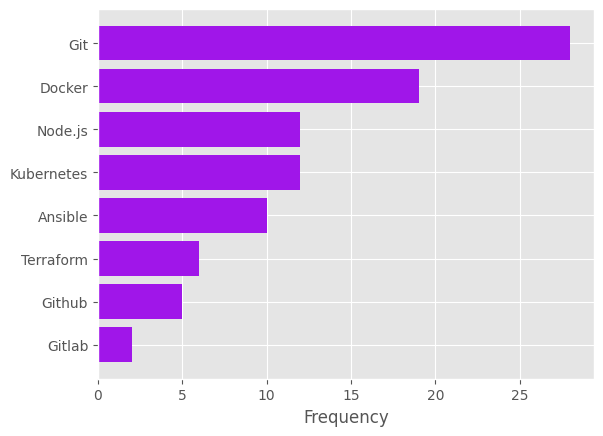 Git
Docker
Node.js
Kubernetes
Ansible
Terraform
Github
Gitlab
0 5 10 15 20 25
Frequency